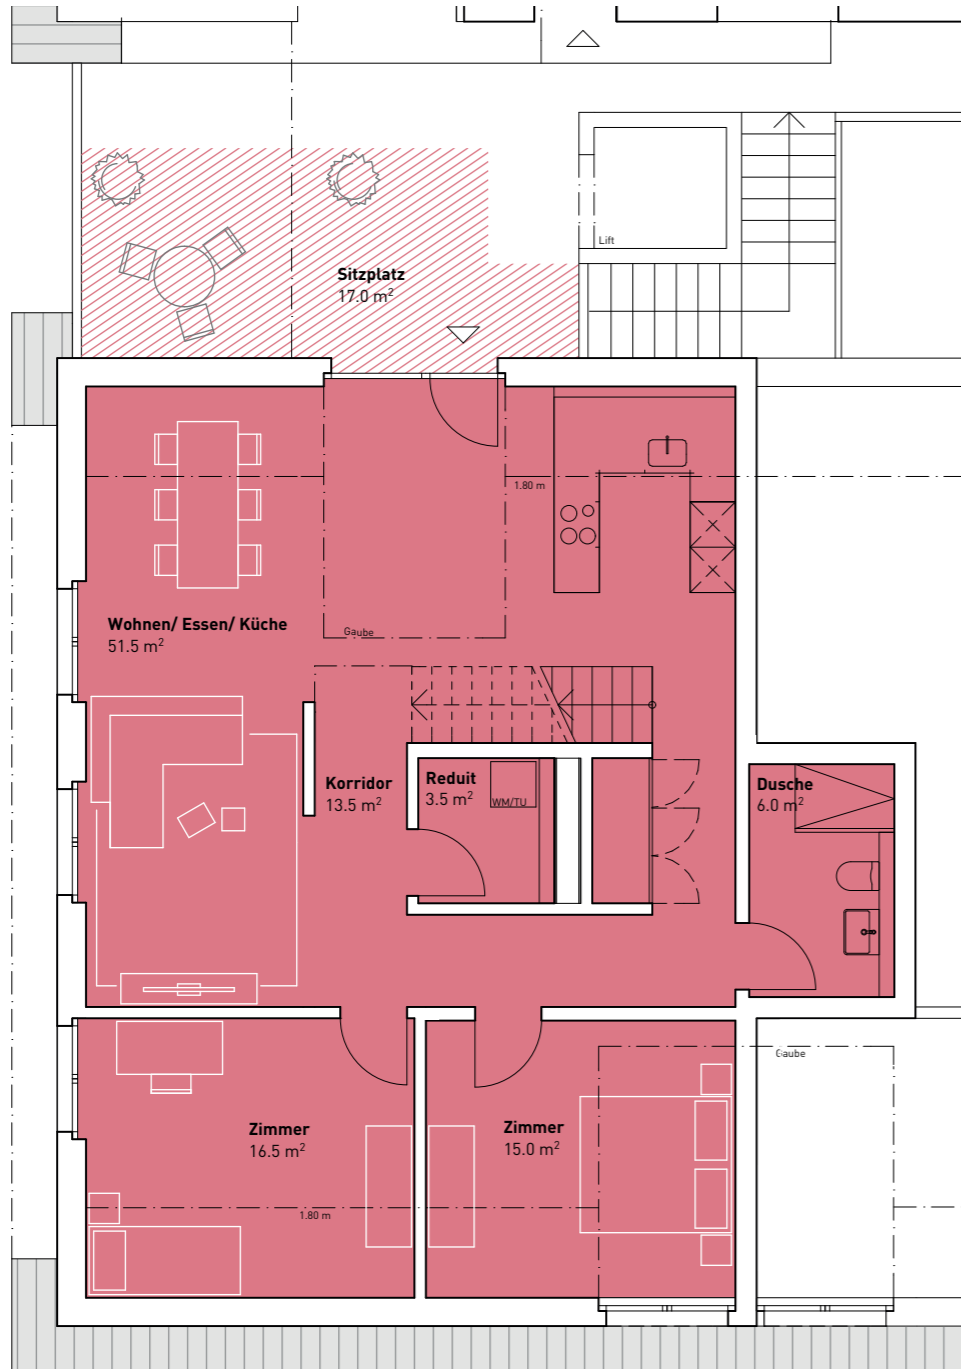 Lift
Sitzplatz
17.0 m²
1.80 m
Wohnen/ Essen/ Küche
51.5 m²
Gaube
Korridor
13.5 m²
Reduit
3.5 m²
WM/TU
Dusche
6.0 m²
Gaube
Zimmer
16.5 m²
Zimmer
15.0 m²
1.80 m